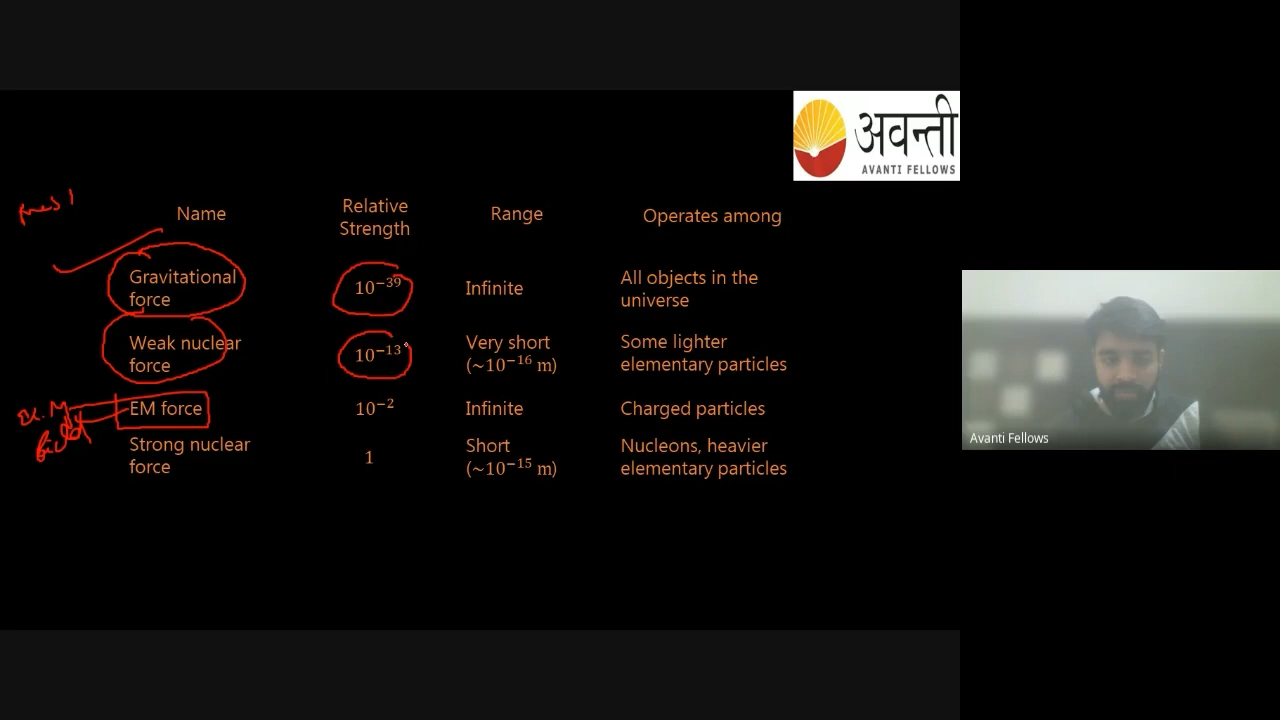 अवन्ती
AVANTI FELLOWS
Name
Relative
Strength
Range
Operates among
Gravitational
force
10⁻³⁹
Infinite
All objects in the
universe
Weak nuclear
force
10⁻¹³
Very short
(~10⁻¹⁶ m)
Some lighter
elementary particles
EM force
10⁻²
Infinite
Charged particles
Strong nuclear
force
1
Short
(~10⁻¹⁵ m)
Nucleons, heavier
elementary particles
field
Avanti Fellows